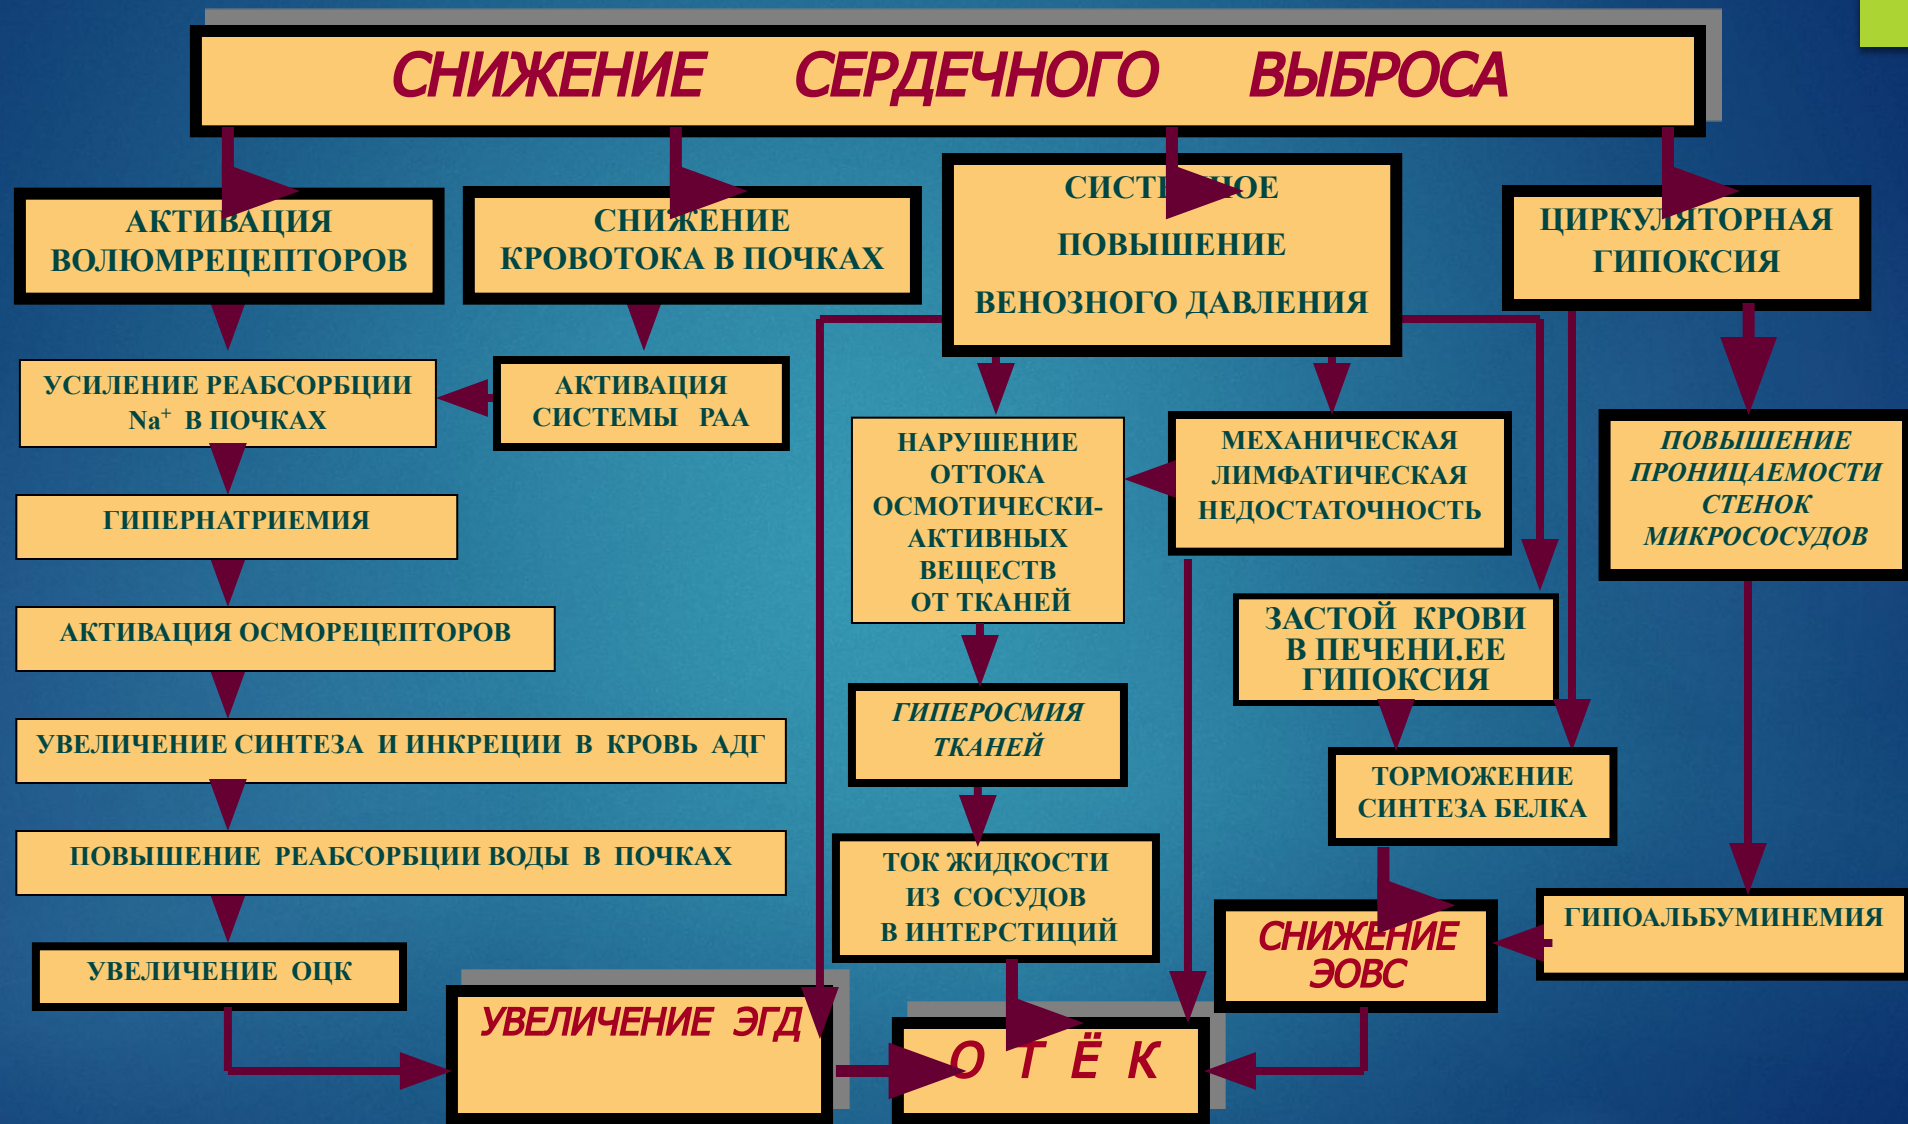 СНИЖЕНИЕ СЕРДЕЧНОГО ВЫБРОСА
АКТИВАЦИЯ
ВОЛЮМРЕЦЕПТОРОВ
СНИЖЕНИЕ
КРОВОТОКА В ПОЧКАХ
СИСТЕМНОЕ
ПОВЫШЕНИЕ
ВЕНОЗНОГО ДАВЛЕНИЯ
ЦИРКУЛЯТОРНАЯ
ГИПОКСИЯ
УСИЛЕНИЕ РЕАБСОРБЦИИ
Na⁺ В ПОЧКАХ
АКТИВАЦИЯ
СИСТЕМЫ РАА
НАРУШЕНИЕ
ОТТОКА
ОСМОТИЧЕСКИ-
АКТИВНЫХ
ВЕЩЕСТВ
ОТ ТКАНЕЙ
МЕХАНИЧЕСКАЯ
ЛИМФАТИЧЕСКАЯ
НЕДОСТАТОЧНОСТЬ
ПОВЫШЕНИЕ
ПРОНИЦАЕМОСТИ
СТЕНОК
МИКРОСОСУДОВ
ГИПЕРНАТРИЕМИЯ
АКТИВАЦИЯ ОСМОРЕЦЕПТОРОВ
ЗАСТОЙ КРОВИ
В ПЕЧЕНИ.ЕЕ
ГИПОКСИЯ
ГИПЕРОСМИЯ
ТКАНЕЙ
УВЕЛИЧЕНИЕ СИНТЕЗА И ИНКРЕЦИИ В КРОВЬ АДГ
ТОРМОЖЕНИЕ
СИНТЕЗА БЕЛКА
ПОВЫШЕНИЕ РЕАБСОРБЦИИ ВОДЫ В ПОЧКАХ
ТОК ЖИДКОСТИ
ИЗ СОСУДОВ
В ИНТЕРСТИЦИЙ
СНИЖЕНИЕ
ЭОВС
ГИПОАЛЬБУМИНЕМИЯ
УВЕЛИЧЕНИЕ ОЦК
УВЕЛИЧЕНИЕ ЭГД
О Т Ё К